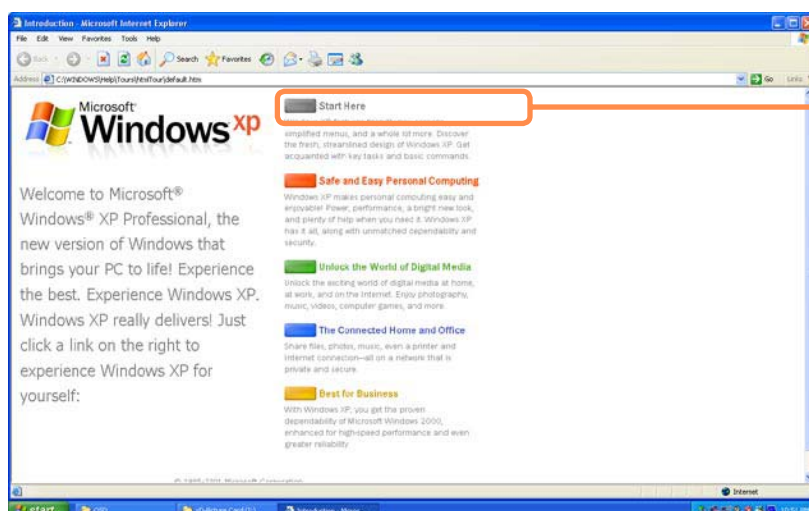 Introduction - Microsoft Internet Explorer
File Edit View Favorites Tools Help
Back Search Favorites
Address C:\WINDOWS\Help\Tours\htmlTour\default.htm Go Links
Microsoft
Windows xp
Welcome to Microsoft®
Windows® XP Professional, the
new version of Windows that
brings your PC to life! Experience
the best. Experience Windows XP.
Windows XP really delivers! Just
click a link on the right to
experience Windows XP for
yourself:
Start Here
simplified menus, and a whole lot more. Discover
the fresh, streamlined design of Windows XP. Get
acquainted with key tasks and basic commands.
Safe and Easy Personal Computing
Windows XP makes personal computing easy and
enjoyable! Power, performance, a bright new look,
and plenty of help when you need it. Windows XP
has it all, along with unmatched dependability and
security.
Unlock the World of Digital Media
Unlock the exciting world of digital media at home,
at work, and on the Internet. Enjoy photography,
music, videos, computer games, and more.
The Connected Home and Office
Share files, photos, music, even a printer and
Internet connection—all on a network that is
private and secure.
Best for Business
With Windows XP, you get the proven
dependability of Microsoft Windows 2000,
enhanced for high-speed performance and even
greater reliability
Microsoft Corporation
Internet
start Introduction - Micros...